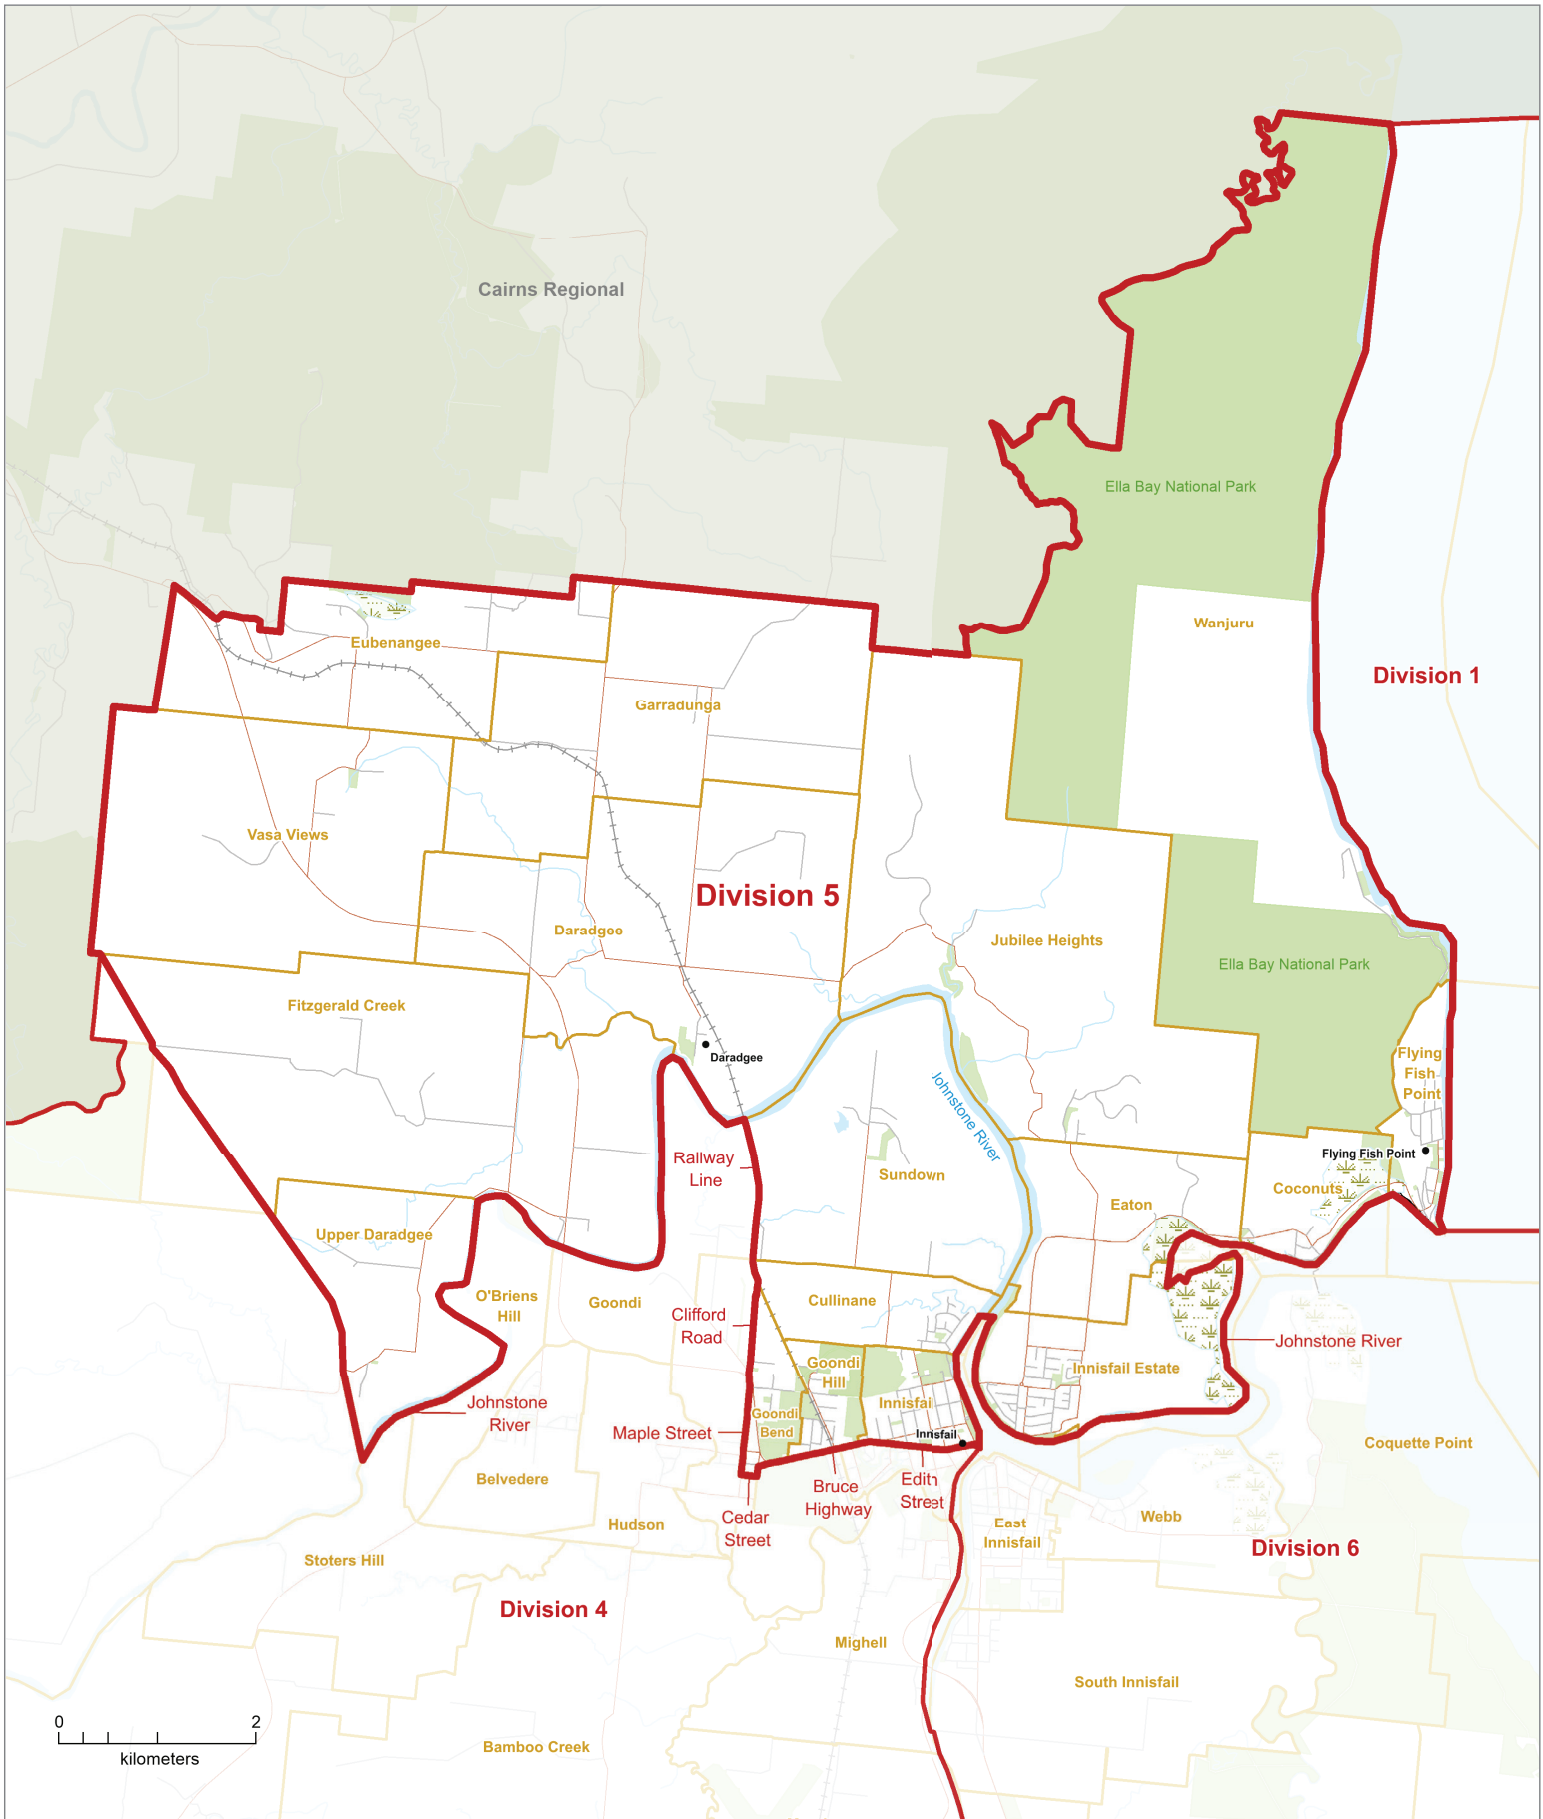 Cairns Regional
Ella Bay National Park
Wanjuru
Division 1
Eubenangee
Garradunga
Vasa Views
Division 5
Daradgee
Jubilee Heights
Ella Bay National Park
Fitzgerald Creek
Daradgee
Flying
Fish
Point
Johnstone River
Railway
Line
Sundown
Flying Fish Point
Coconuts
Eaton
Upper Daradgee
O'Briens
Hill
Goondi
Cullinane
Clifford
Road
Johnstone River
Goondi
Hill
Innisfail Estate
Innisfail
Johnstone
River
Goondi
Bend
Maple Street
Innisfail
Coquette Point
Belvedere
Bruce
Highway
Edith
Street
Cedar
Street
Hudson
East
Innisfail
Webb
Division 6
Stoters Hill
Division 4
Mighell
South Innisfail
0
2
kilometers
Bamboo Creek